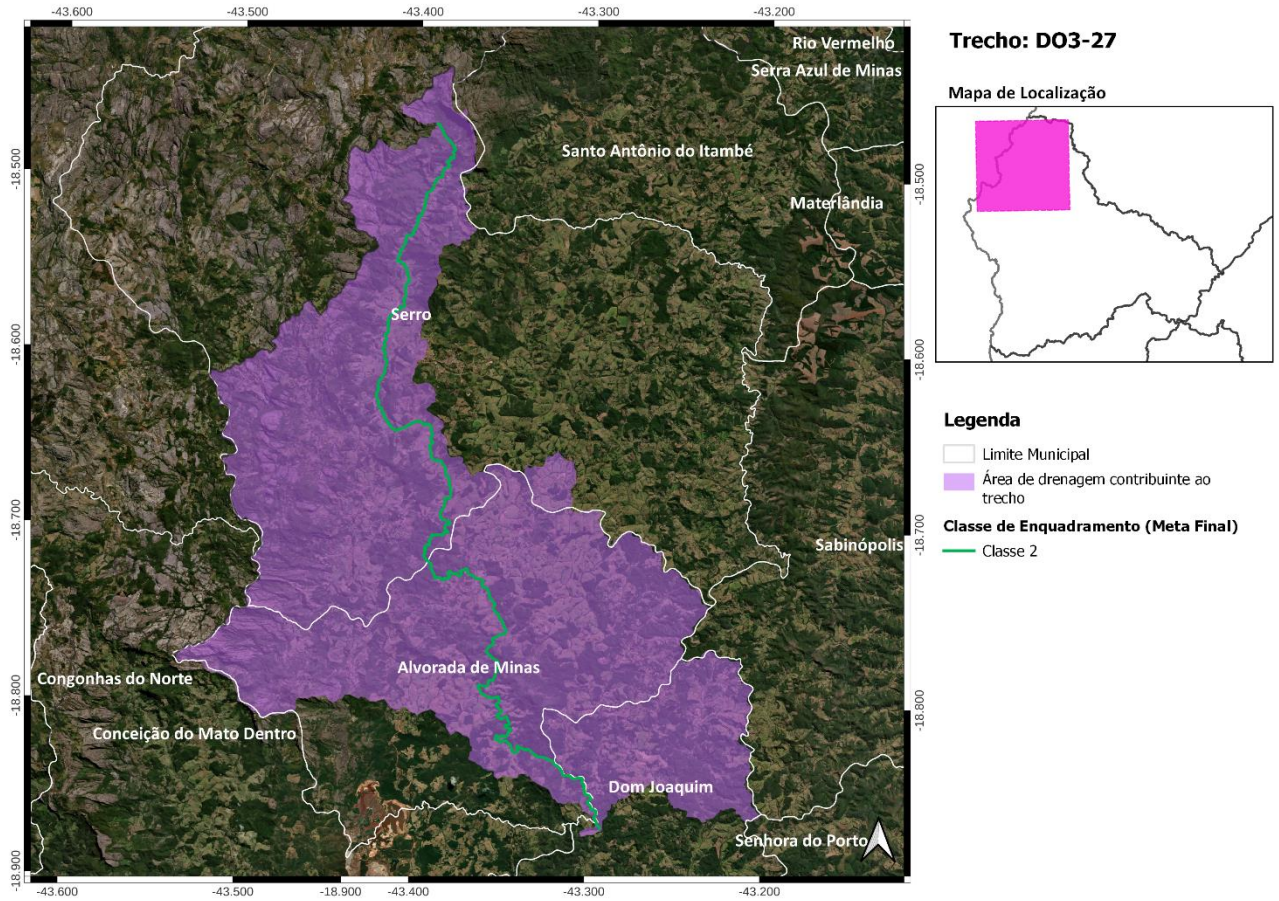 -43.600
-43.400
-43.300
-43.200
Trecho: DO3-27
Mapa de Localização
Rio Vermelho
Serra Azul de Minas
Santo Antônio do Itambé
Materlândia
Serro
Sabinópolis
Alvorada de Minas
Congonhas do Norte
Conceição do Mato Dentro
Dom Joaquim
Senhora do Porto
-18.500
-18.600
-18.700
-18.800
-18.900
-18.500
-18.600
-18.700
-18.800
-43.600
-43.500
-18.900
-43.400
-43.300
-43.200
Legenda
Limite Municipal
Área de drenagem contribuinte ao
trecho
Classe de Enquadramento (Meta Final)
Classe 2